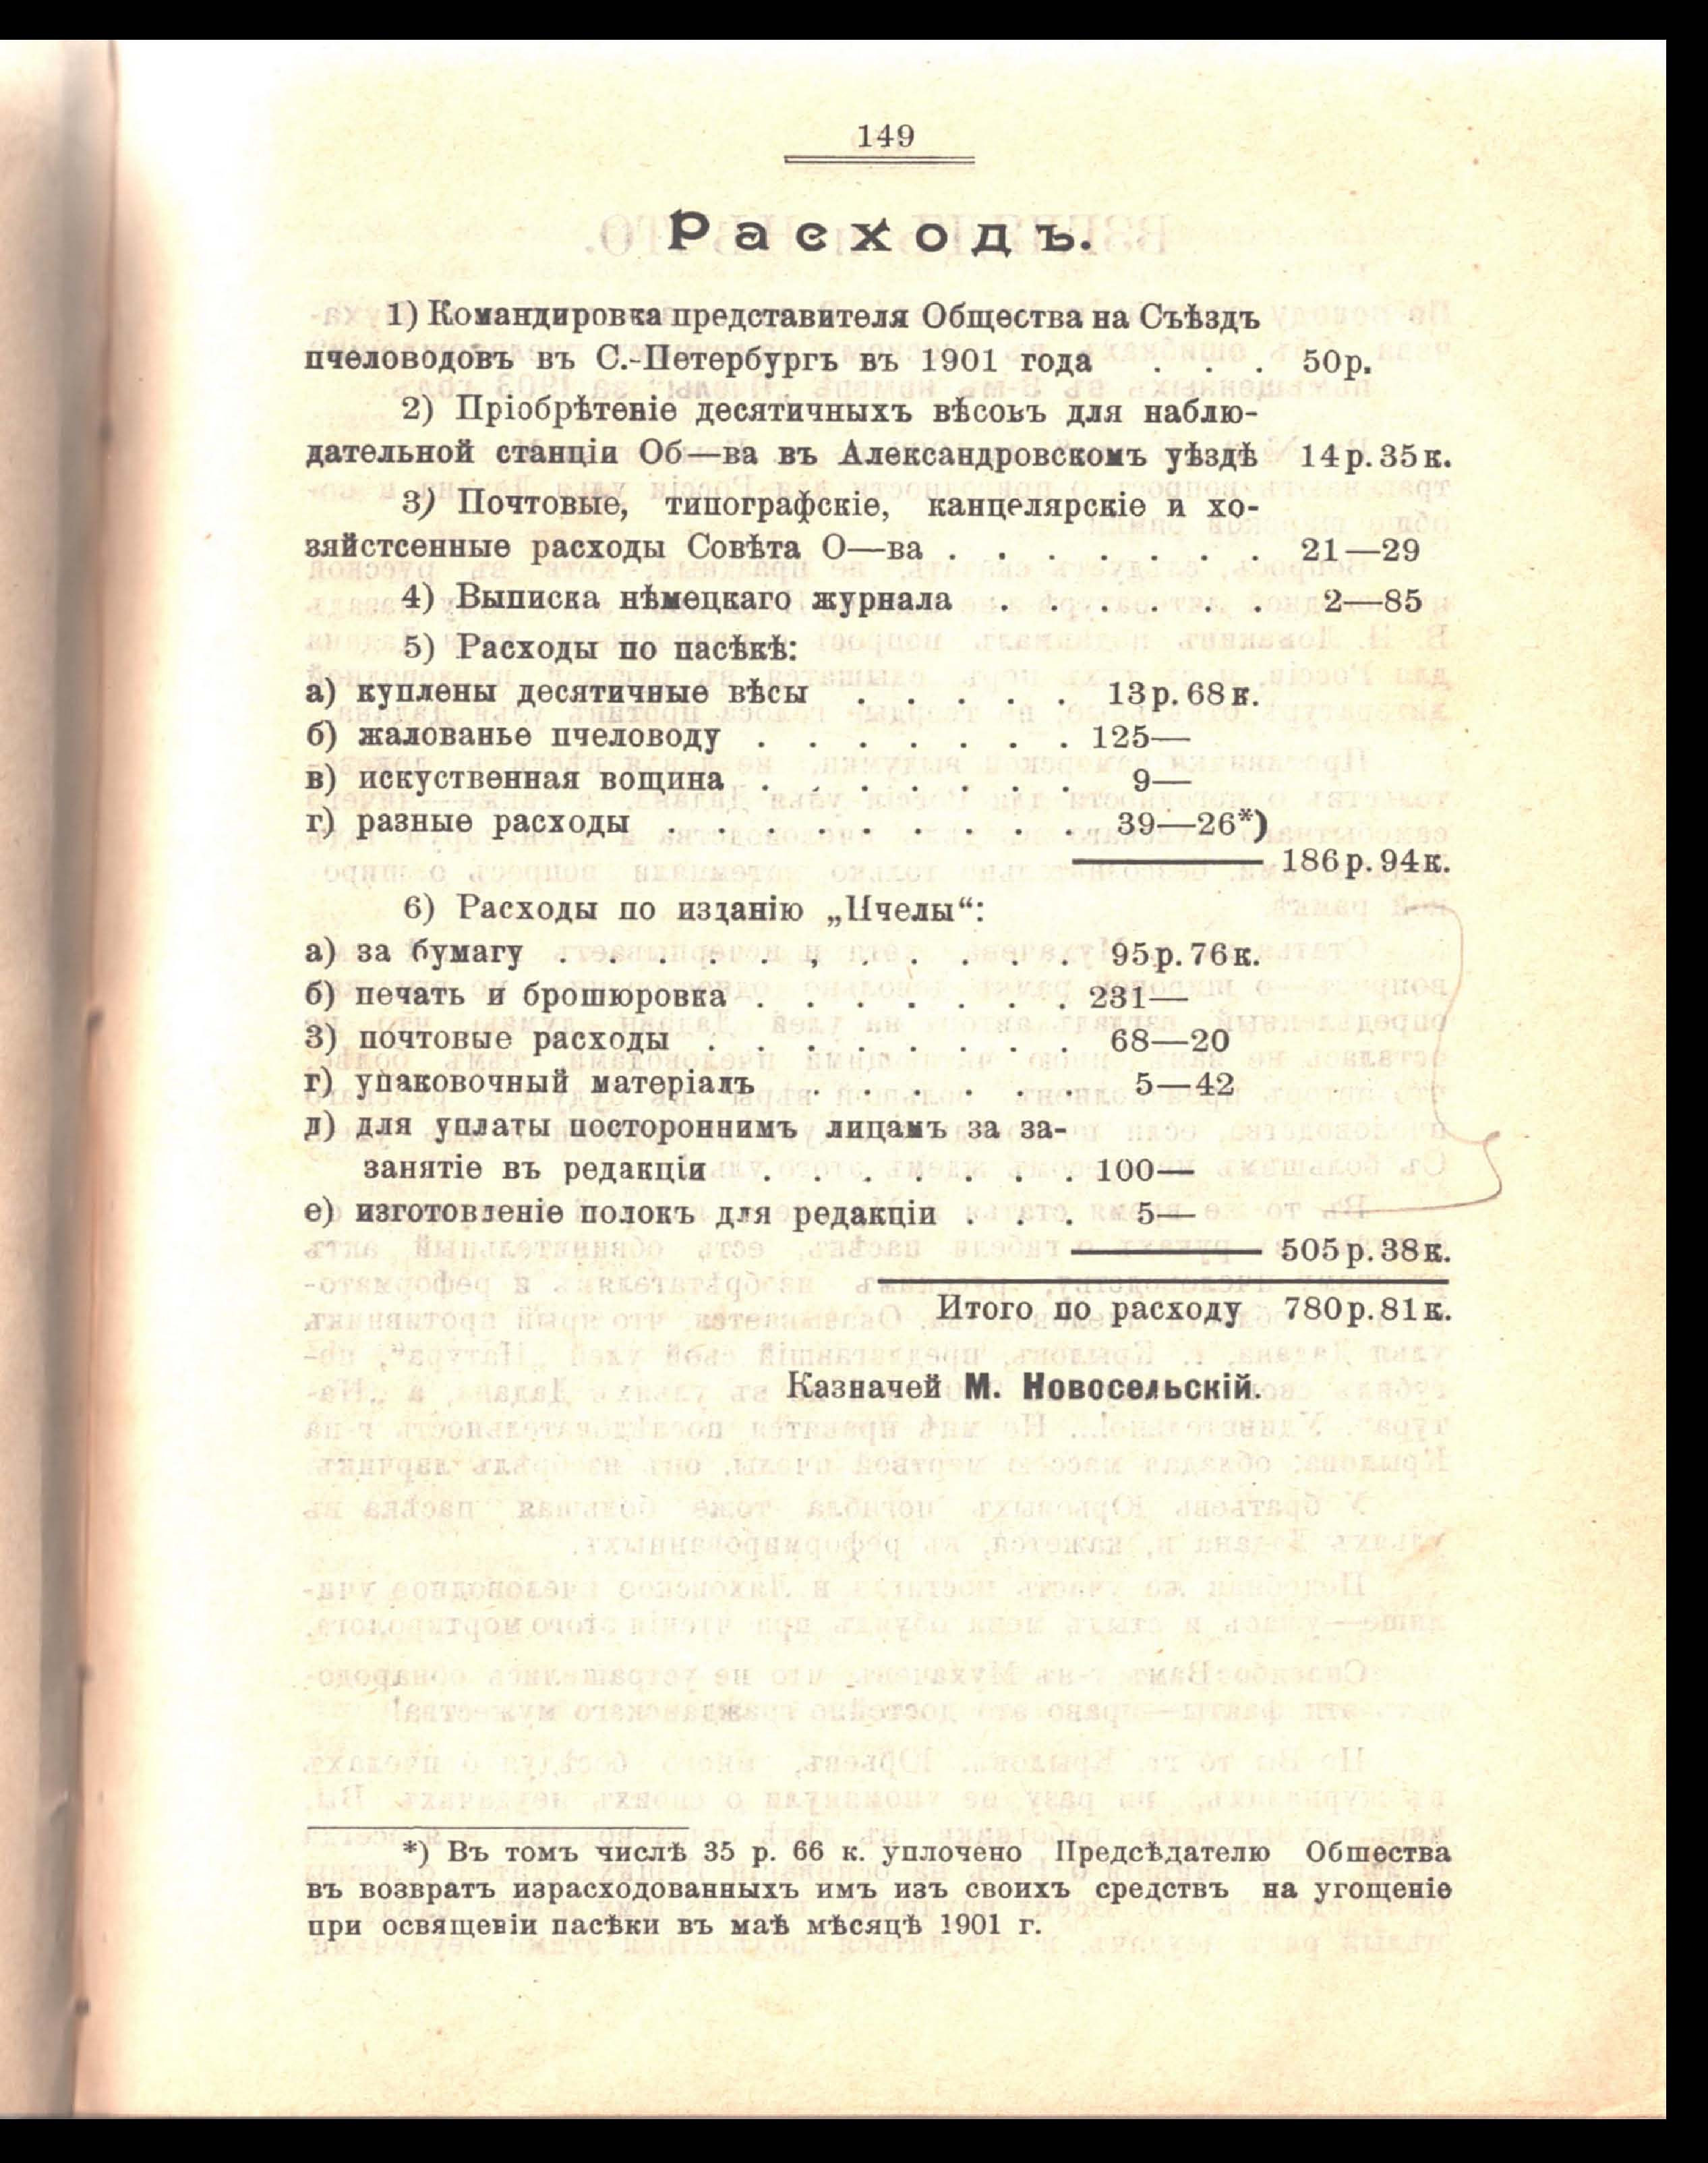 149
Расходъ.
1) Командировка представителя Общества на Съѣздъ
пчеловодовъ въ С.-Петербургъ въ 1901 года . . . 50р.
2) Пріобрѣтеніе десятичныхъ вѣсовъ для наблю-
дательной станціи Об—ва въ Александровскомъ уѣздѣ 14р.35к.
3) Почтовые, типографскіе, канцелярскіе и хо-
зяйстсенные расходы Совѣта О—ва . . . . . . . 21—29
4) Выписка нѣмецкаго журнала . . . . . . 2—85
5) Расходы по пасѣкѣ:
а) куплены десятичные вѣсы . . . . . 13р.68к.
б) жалованье пчеловоду . . . . . . . 125—
в) искуственная вощина . . . . . . . 9—
г) разные расходы . . . . . . . . . 39—26*)
186р.94к.
6) Расходы по изданію „Пчелы“:
а) за бумагу . . . . . , . . . . . 95р.76к.
б) печать и брошюровка . . . . . . . 231—
3) почтовые расходы . . . . . . . . 68—20
г) упаковочный матеріалъ . . . . . . 5—42
д) для уплаты постороннимъ лицамъ за за-
занятіе въ редакціи . . . . . . . 100—
е) изготовленіе полокъ для редакціи . . . 5—
505р.38к.
Итого по расходу 780р.81к.
Казначей М. Новосельскій.
*) Въ томъ числѣ 35 р. 66 к. уплочено Предсѣдателю Общества
въ возвратъ израсходованныхъ имъ изъ своихъ средствъ на угощеніе
при освященіи пасѣки въ маѣ мѣсяцѣ 1901 г.